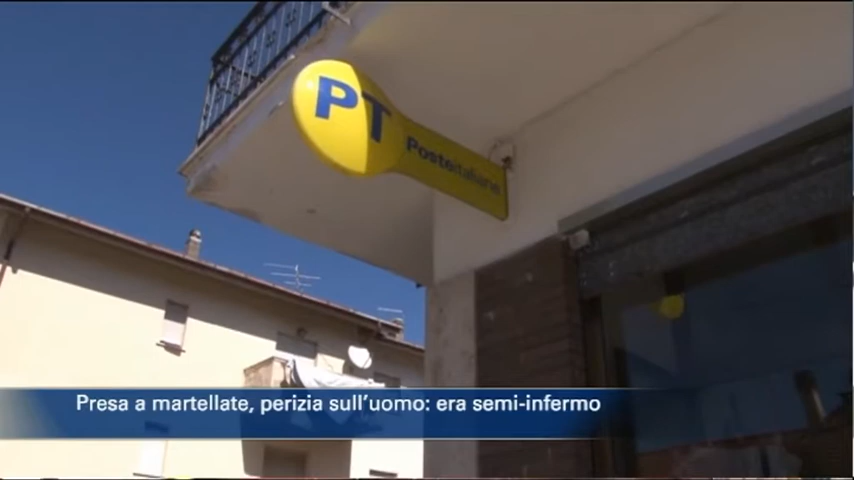 PT
Posteitaliane
Presa a martellate, perizia sull'uomo: era semi-infermo